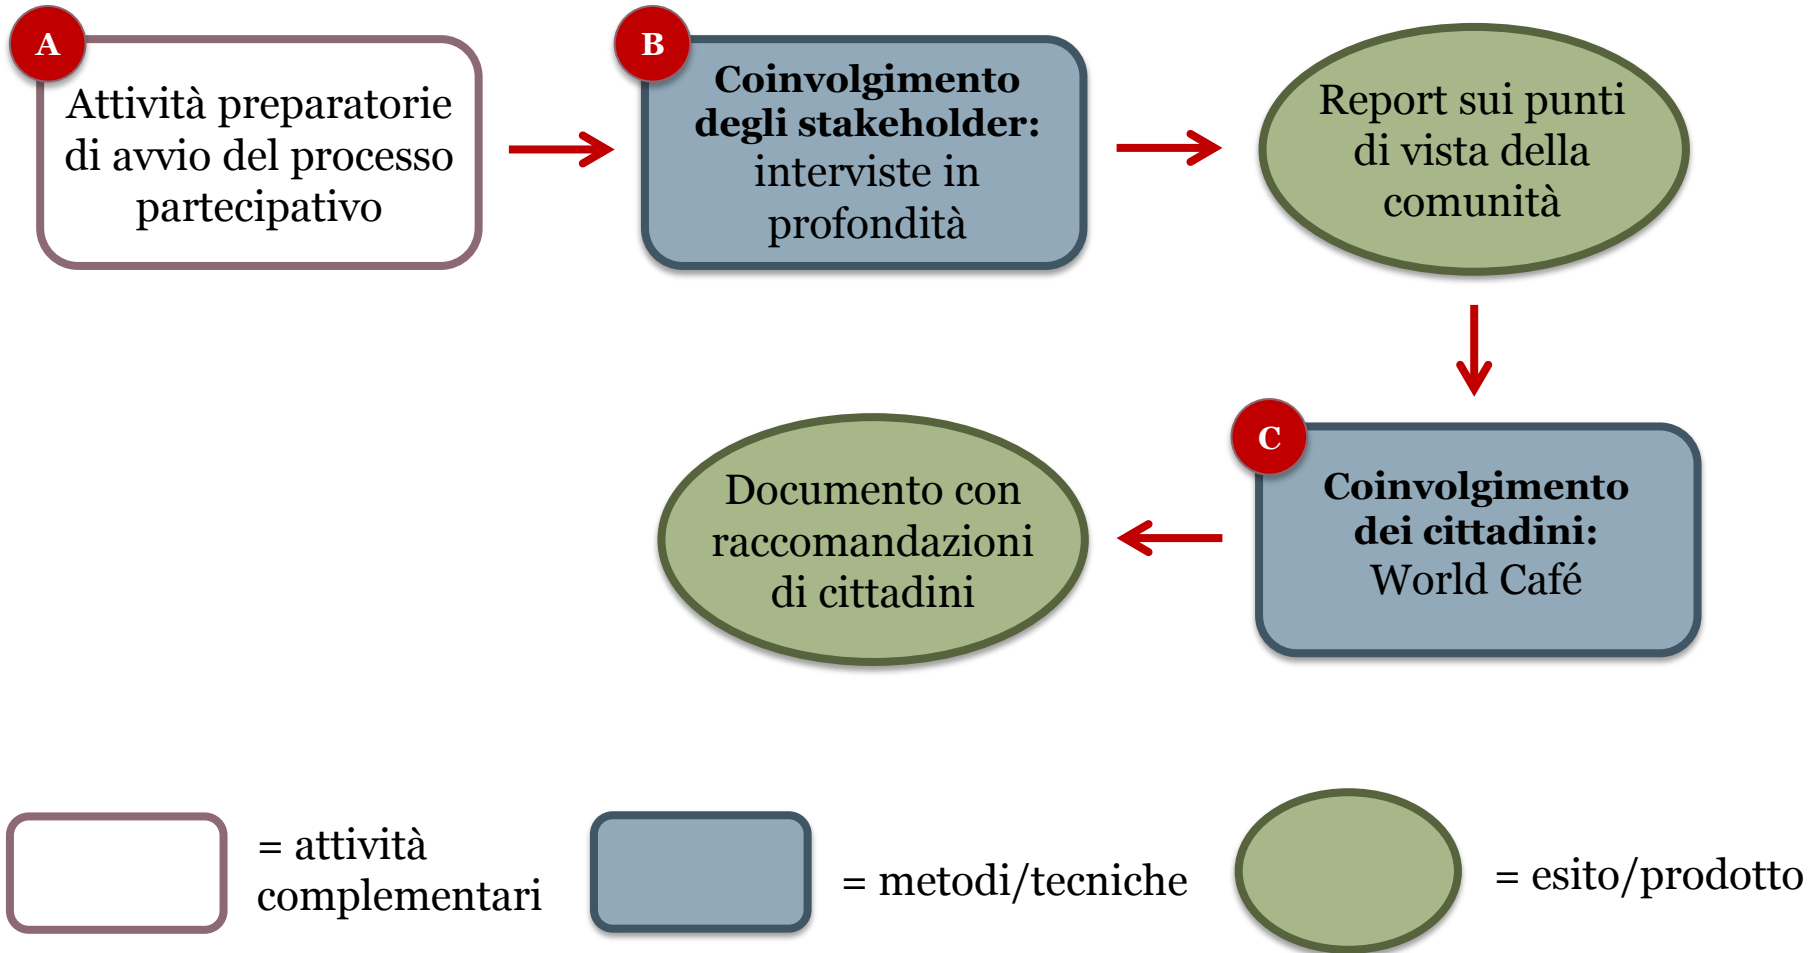 A
Attività preparatorie
di avvio del processo
partecipativo
B
Coinvolgimento
degli stakeholder:
interviste in
profondità
Report sui punti
di vista della
comunità
C
Coinvolgimento
dei cittadini:
World Café
Documento con
raccomandazioni
di cittadini
= attività
complementari
= metodi/tecniche
= esito/prodotto